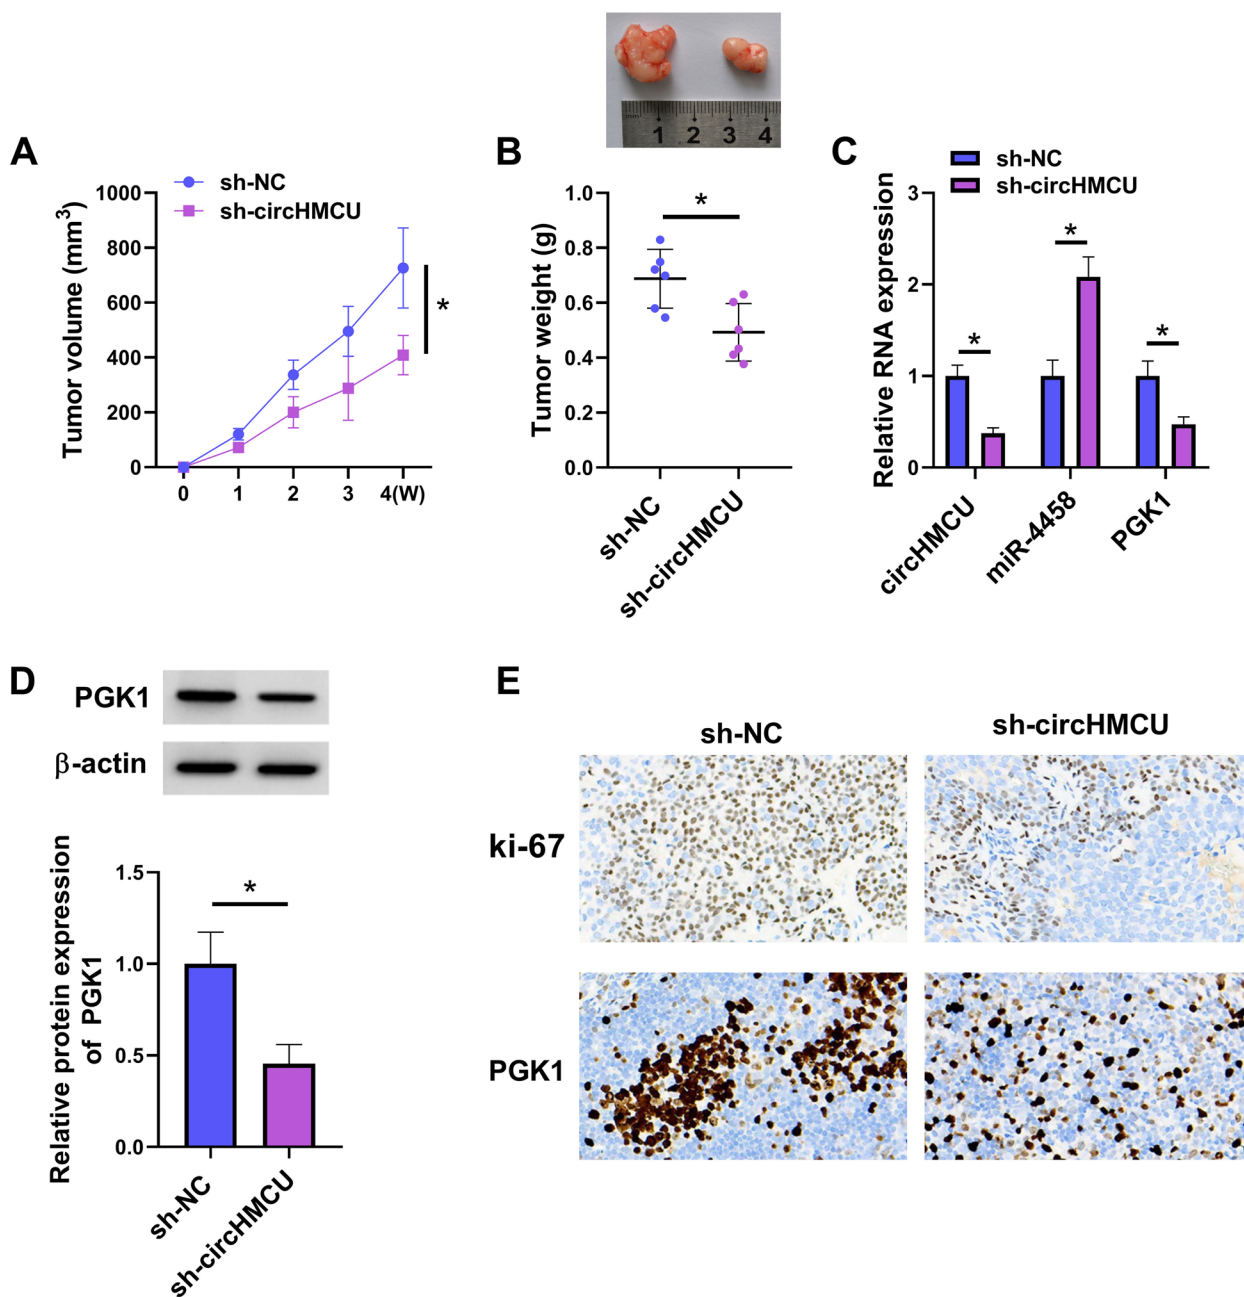 1 2 3 4
A
sh-NC
sh-circHMCU
Tumor volume (mm³)
1000
800
600
400
200
0
0 1 2 3 4(W)
B
Tumor weight (g)
1.0
0.8
0.6
0.4
0.2
0.0
*
sh-NC
sh-circHMCU
*
C
sh-NC
sh-circHMCU
Relative RNA expression
3
2
1
0
*
*
*
circHMCU
miR-4458
PGK1
D
PGK1
β-actin
Relative protein expression
of PGK1
1.5
1.0
0.5
0.0
*
sh-NC
sh-circHMCU
E
sh-NC
sh-circHMCU
ki-67
PGK1